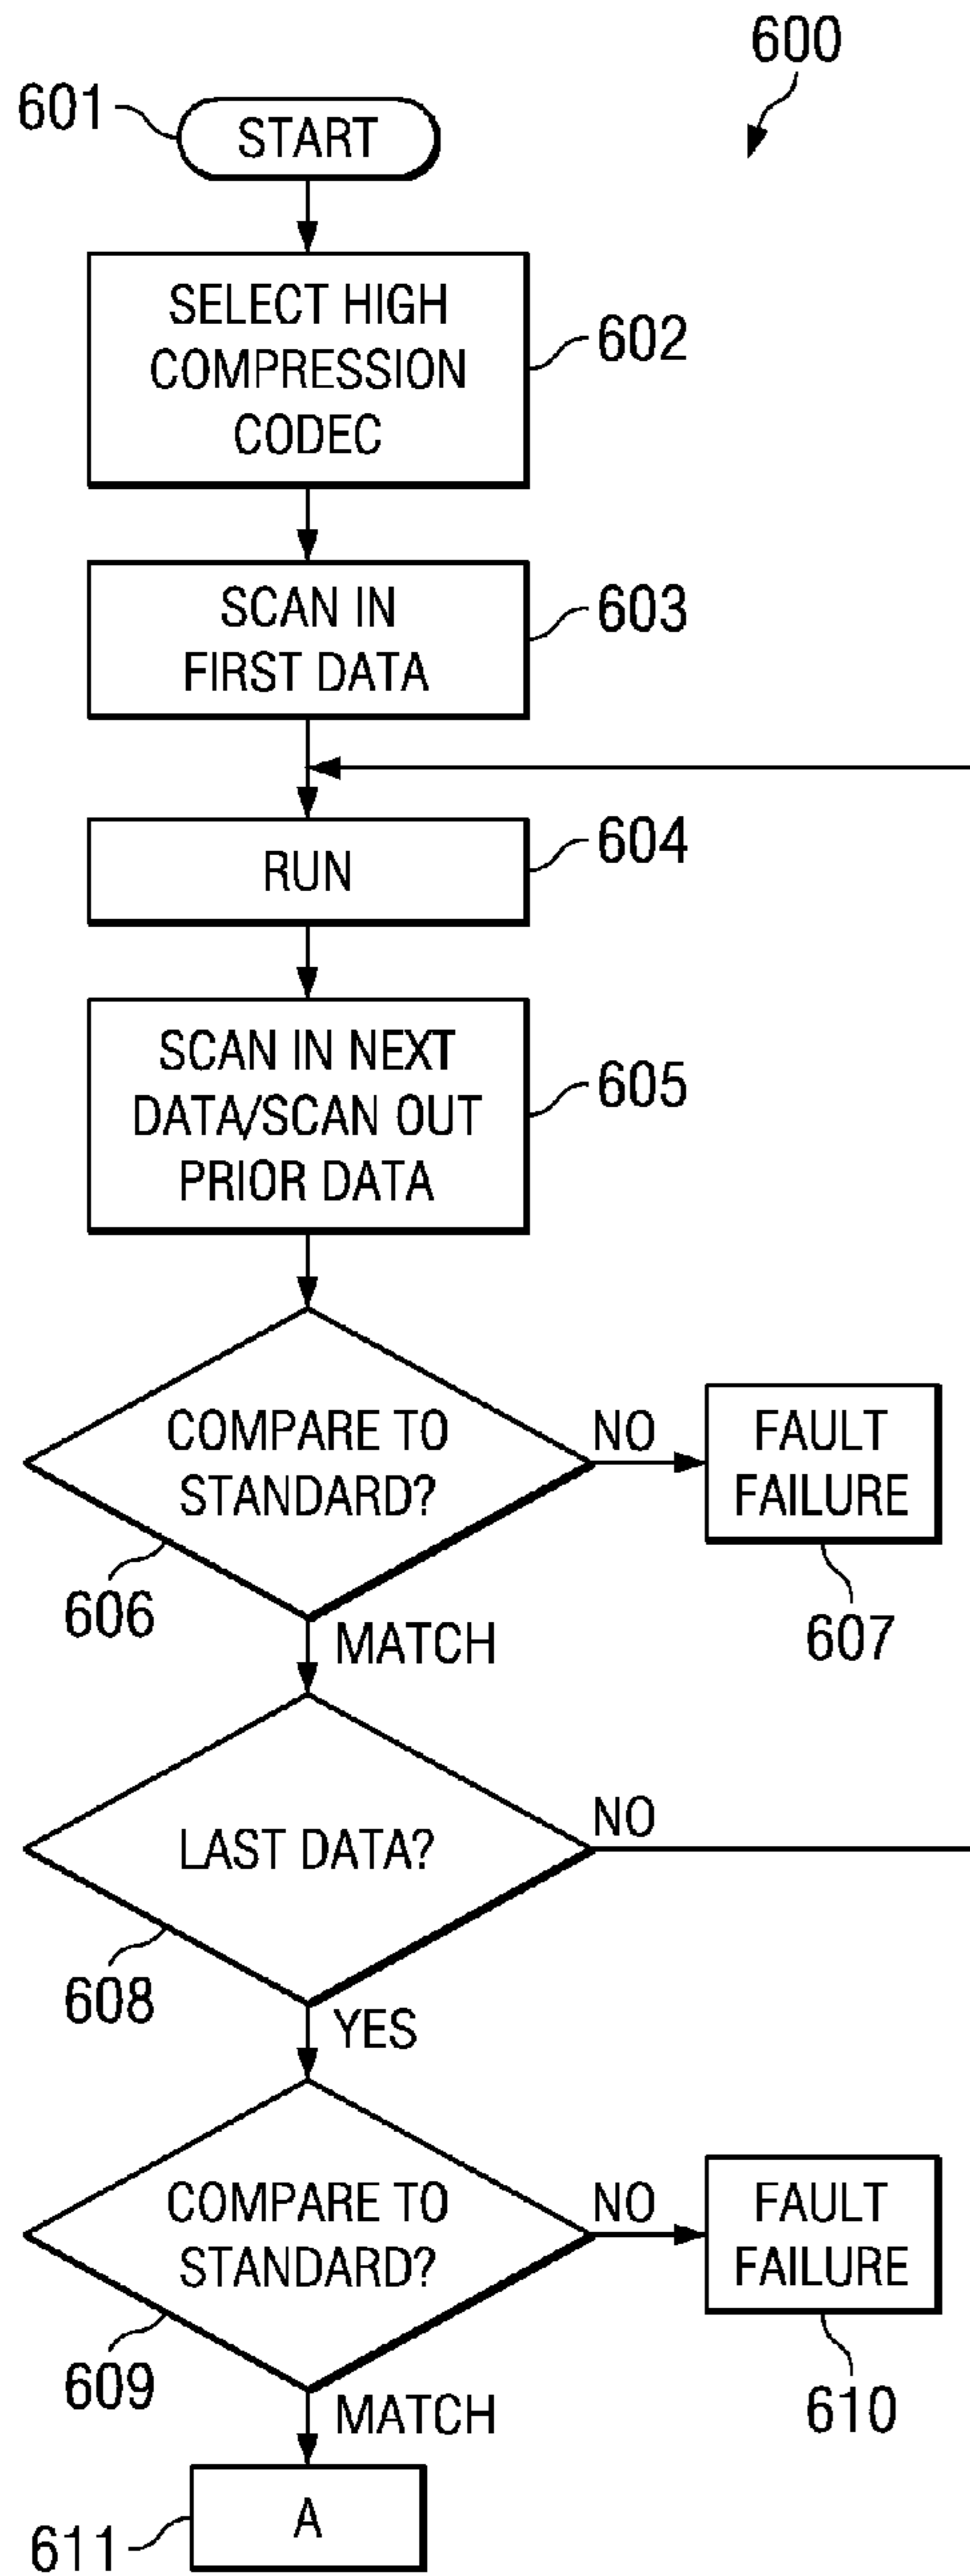 600
601
START
SELECT HIGH
COMPRESSION
CODEC
602
SCAN IN
FIRST DATA
603
RUN
604
SCAN IN NEXT
DATA/SCAN OUT
PRIOR DATA
605
COMPARE TO
STANDARD?
606
NO
FAULT
FAILURE
607
MATCH
LAST DATA?
608
NO
YES
COMPARE TO
STANDARD?
609
NO
FAULT
FAILURE
610
MATCH
A
611